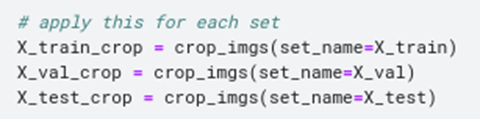 # apply this for each set
X_train_crop = crop_imgs(set_name=X_train)
X_val_crop = crop_imgs(set_name=X_val)
X_test_crop = crop_imgs(set_name=X_test)